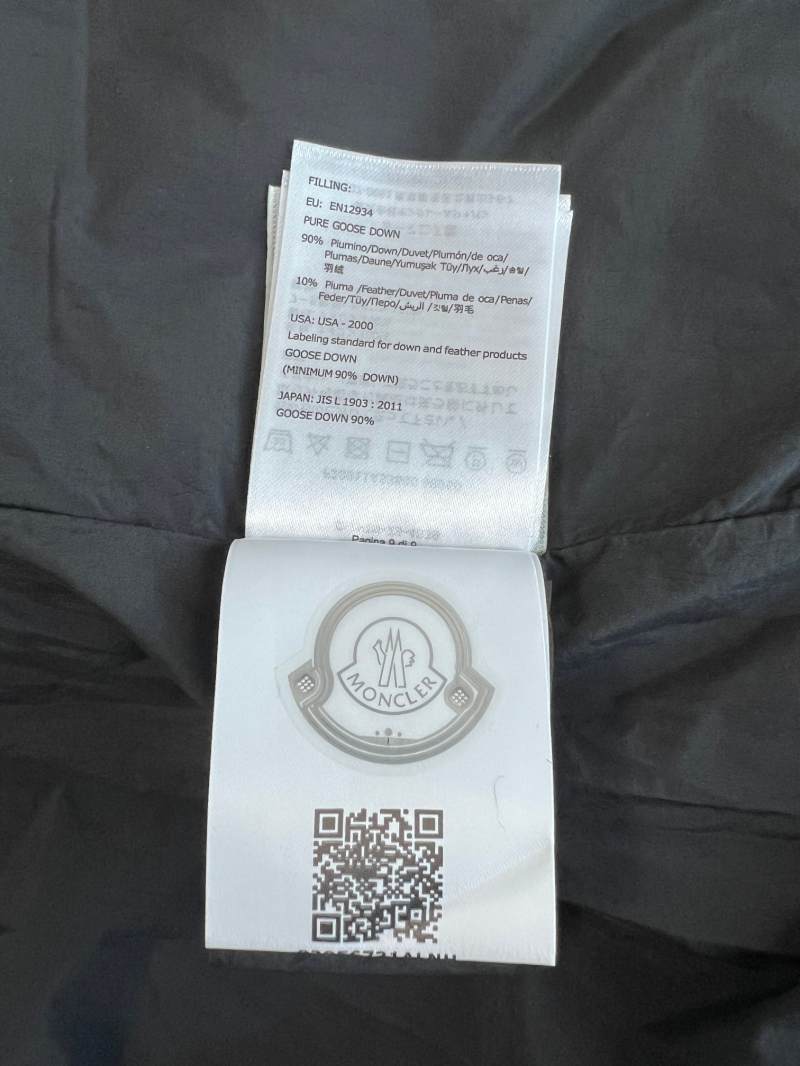 FILLING:
EU: EN12934
PURE GOOSE DOWN
90% Piumino/Down/Duvet/Plumón/de oca/
Plumas/Daune/Yumuşak Tüy/Пух/زغب/솜털/
羽絨
10% Piuma /Feather/Duvet/Pluma de oca/Penas/
Feder/Tüy/Перо/الريش /깃털/羽毛
USA: USA - 2000
Labeling standard for down and feather products
GOOSE DOWN
(MINIMUM 90% DOWN)
JAPAN: JIS L 1903 : 2011
GOOSE DOWN 90%
Pagina 9 di 9
MONCLER